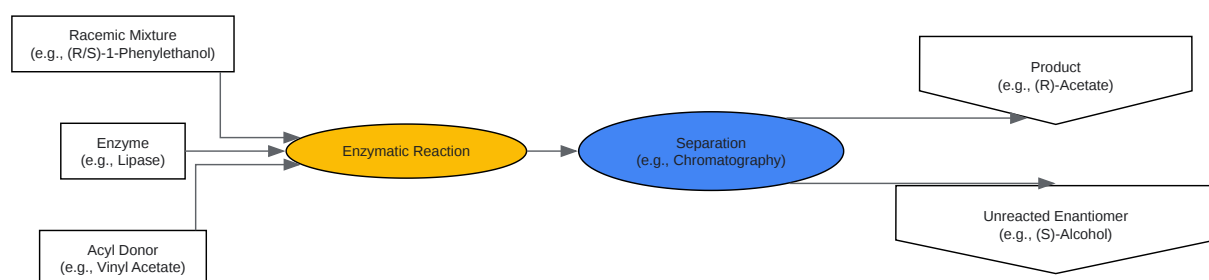 Racemic Mixture
(e.g., (R/S)-1-Phenylethanol)
Enzyme
(e.g., Lipase)
Acyl Donor
(e.g., Vinyl Acetate)
Enzymatic Reaction
Separation
(e.g., Chromatography)
Product
(e.g., (R)-Acetate)
Unreacted Enantiomer
(e.g., (S)-Alcohol)